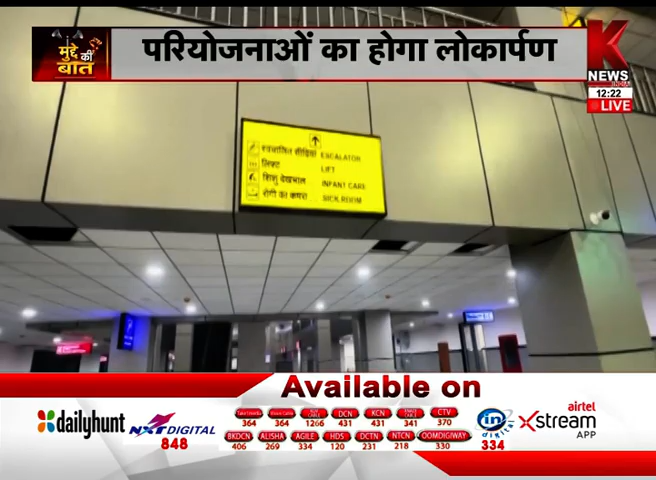 मुद्दे की बात
परियोजनाओं का होगा लोकार्पण
K NEWS
12:22
LIVE
स्वचालित सीढ़ियां ESCALATOR
लिफ्ट LIFT
शिशु देखभाल INFANT CARE
रोगी का कमरा SICK ROOM
Available on
dailyhunt
NXT DIGITAL
848
364
364
1266
DCN
431
KCN
431
341
CTV
370
BKDCN
406
ALISHA
269
AGILE
334
HDS
120
DCTN
231
NTCN
218
OOMDIGIWAY
330
in digital
334
airtel
Xstream
APP